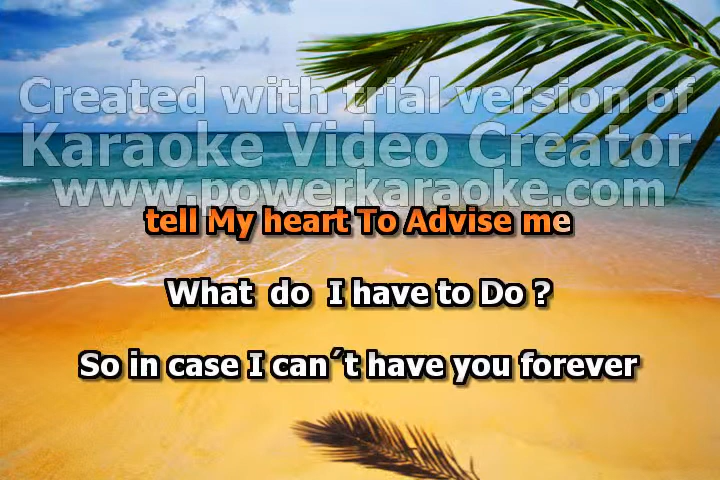 Created with trial version of
Karaoke Video Creator
www.powerkaraoke.com
tell My heart To Advise me
What do I have to Do ?
So in case I can´t have you forever